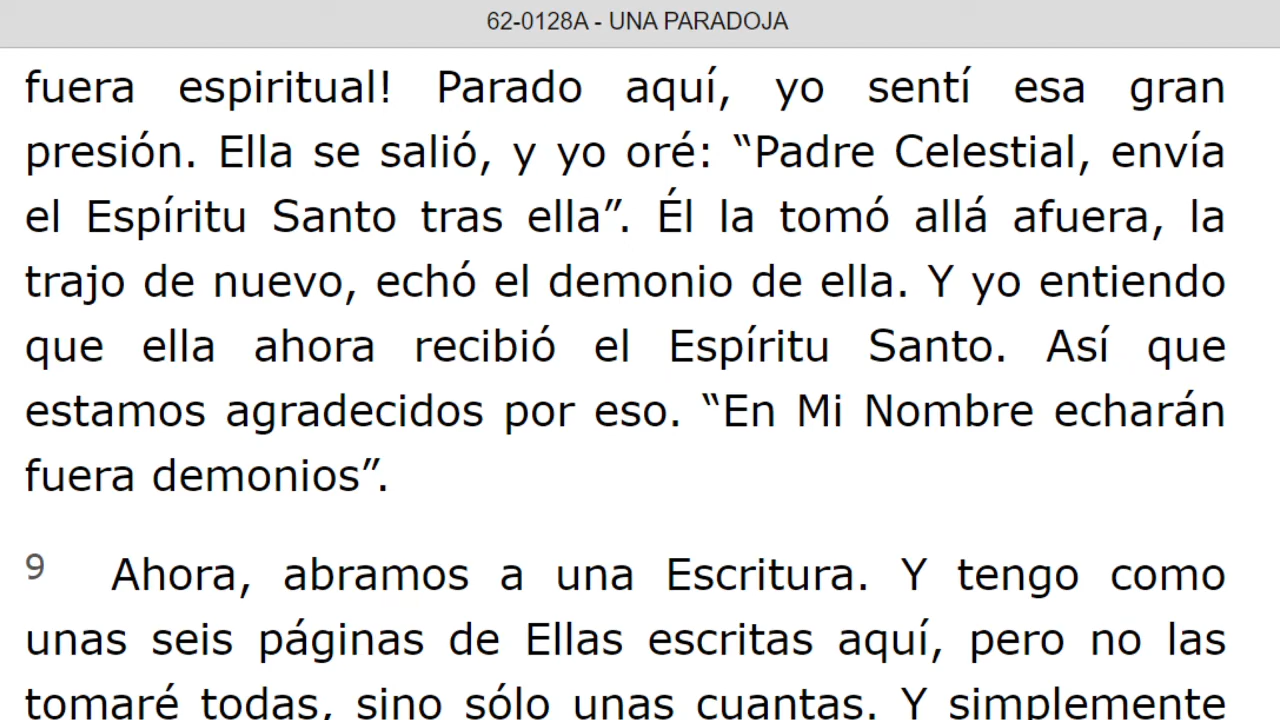 62-0128A - UNA PARADOJA
fuera espiritual! Parado aquí, yo sentí esa gran
presión. Ella se salió, y yo oré: “Padre Celestial, envía
el Espíritu Santo tras ella”. Él la tomó allá afuera, la
trajo de nuevo, echó el demonio de ella. Y yo entiendo
que ella ahora recibió el Espíritu Santo. Así que
estamos agradecidos por eso. “En Mi Nombre echarán
fuera demonios”.
9 Ahora, abramos a una Escritura. Y tengo como
unas seis páginas de Ellas escritas aquí, pero no las
tomaré todas, sino sólo unas cuantas. Y simplemente